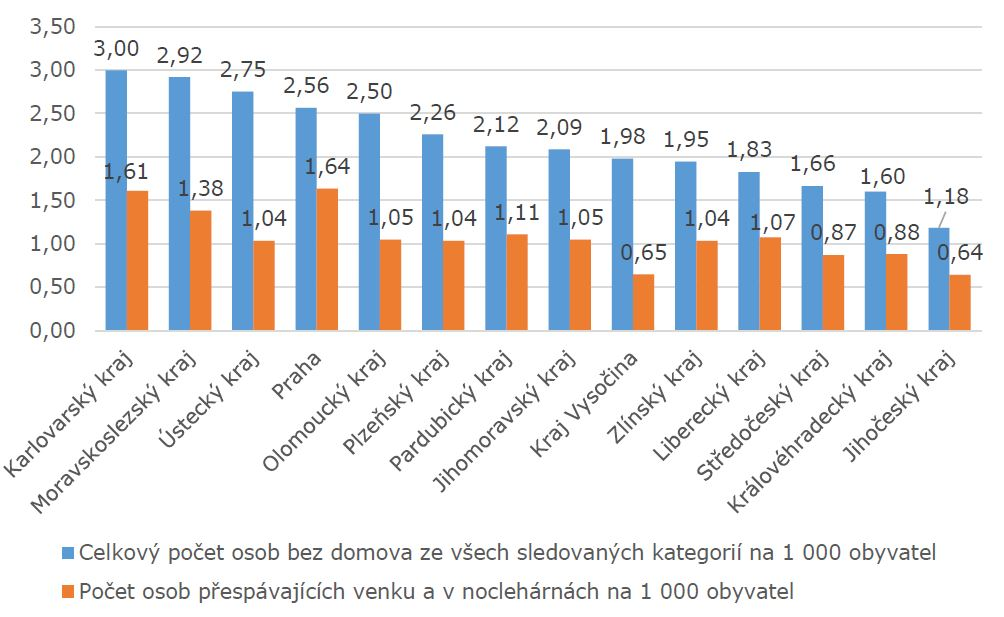 3,50
3,00
2,50
2,00
1,50
1,00
0,50
0,00
3,00
2,92
2,75
2,56
2,50
2,26
2,12
2,09
1,98
1,95
1,83
1,66
1,60
1,18
1,61
1,38
1,04
1,64
1,05
1,04
1,11
1,05
0,65
1,04
1,07
0,87
0,88
0,64
Karlovarský kraj
Moravskoslezský kraj
Ústecký kraj
Praha
Olomoucký kraj
Plzeňský kraj
Pardubický kraj
Jihomoravský kraj
Kraj Vysočina
Zlínský kraj
Liberecký kraj
Středočeský kraj
Královéhradecký kraj
Jihočeský kraj
Celkový počet osob bez domova ze všech sledovaných kategorií na 1 000 obyvatel
Počet osob přespávajících venku a v noclehárnách na 1 000 obyvatel